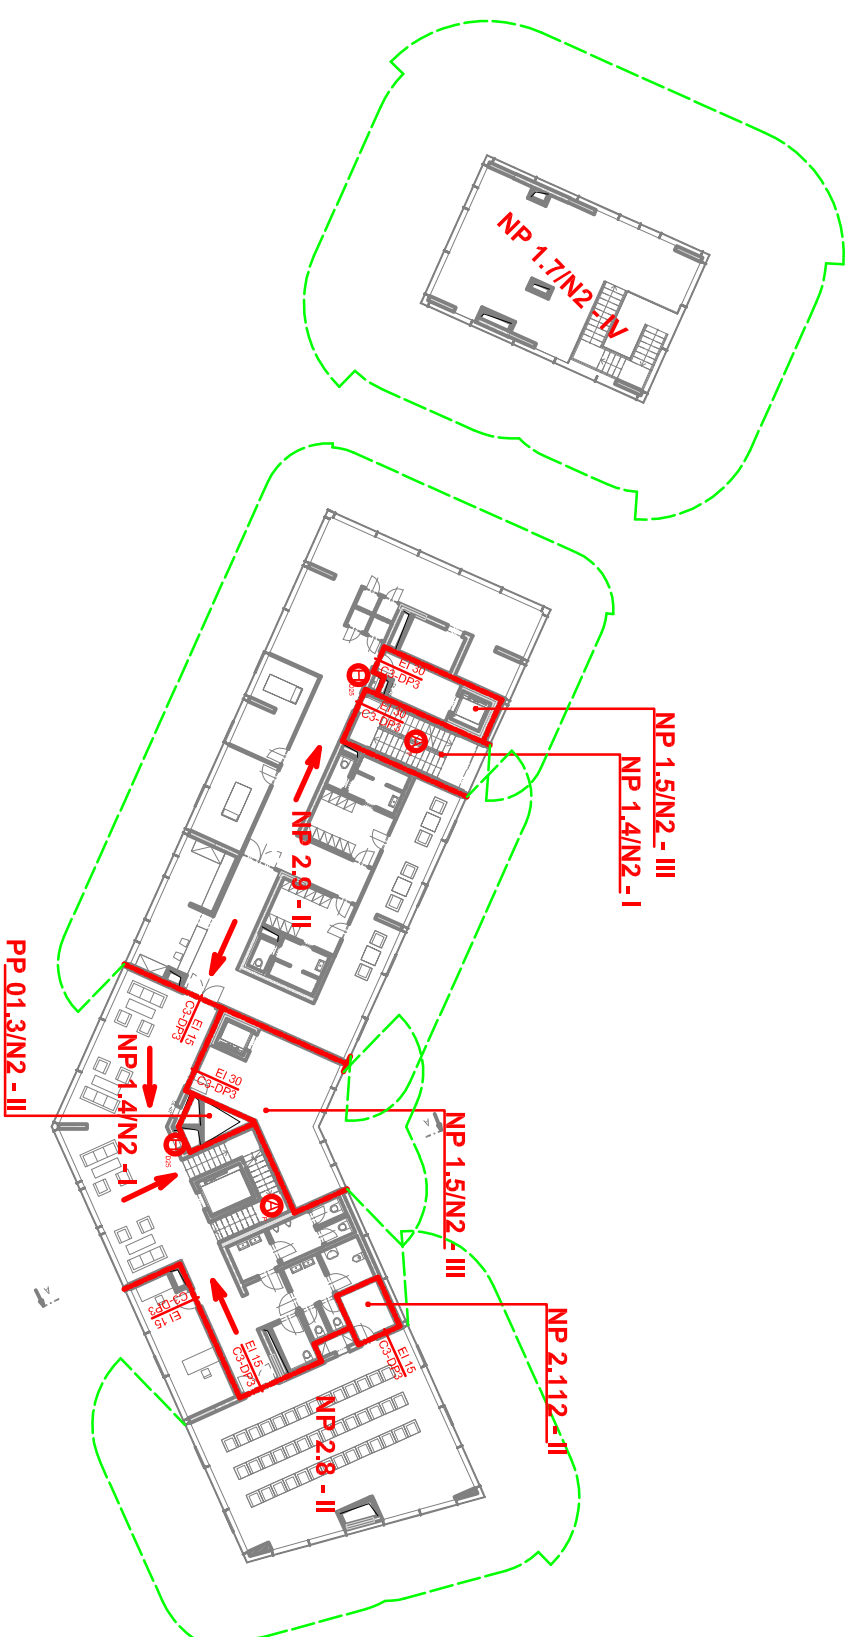 NP 1.7/N2 - IV
EI 30
C3-DP3
H
D25
EI 30
C3-DP3
A
NP 1.5/N2 - III
NP 1.4/N2 - I
NP 2.9 - II
PP 01.3/N2 - II
EI 15
C3-DP3
NP 1.4/N2 - I
EI 30
C3-DP3
H
D25
A
A
NP 1.5/N2 - III
A
EI 15
C3-DP3
EI 15
C3-DP3
EI 15
C3-DP3
NP 2.112 - II
NP 2.8 - II